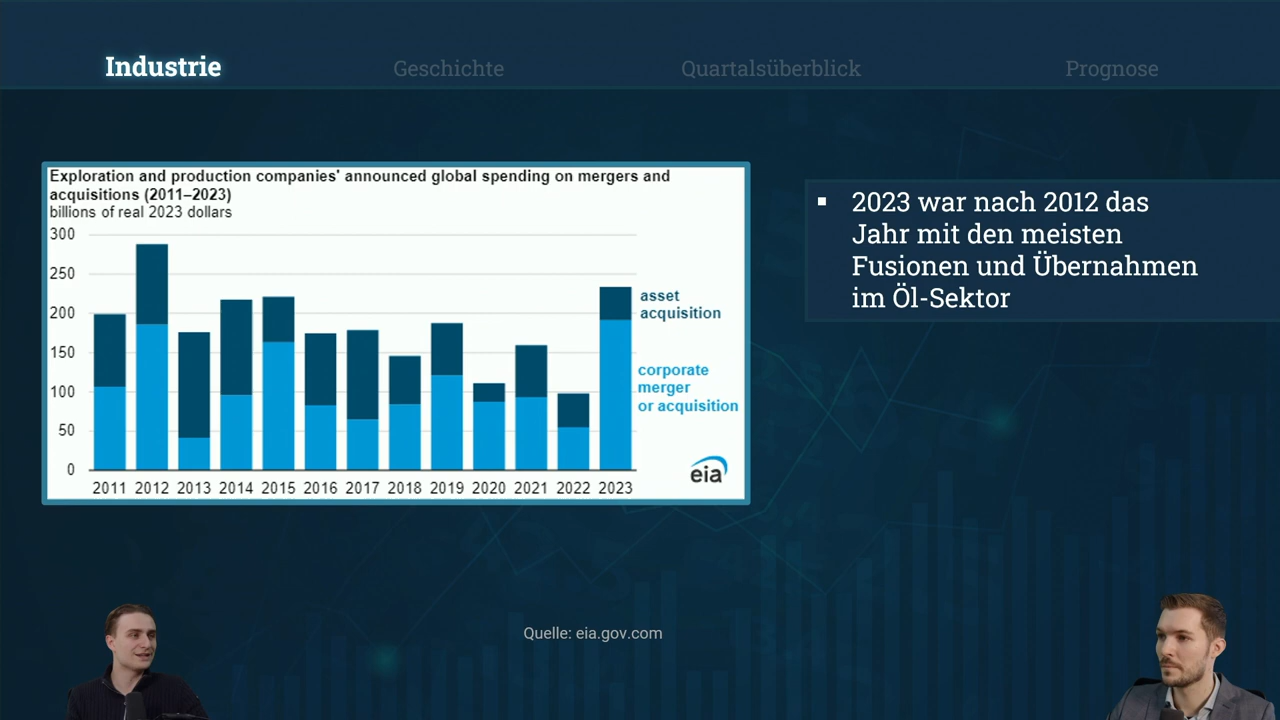 Industrie
Geschichte
Quartalsüberblick
Prognose
Exploration and production companies' announced global spending on mergers and
acquisitions (2011–2023)
billions of real 2023 dollars
300
250
200
150
100
50
0
asset
acquisition
corporate
merger
or acquisition
eia
2011 2012 2013 2014 2015 2016 2017 2018 2019 2020 2021 2022 2023
▪ 2023 war nach 2012 das
Jahr mit den meisten
Fusionen und Übernahmen
im Öl-Sektor
Quelle: eia.gov.com